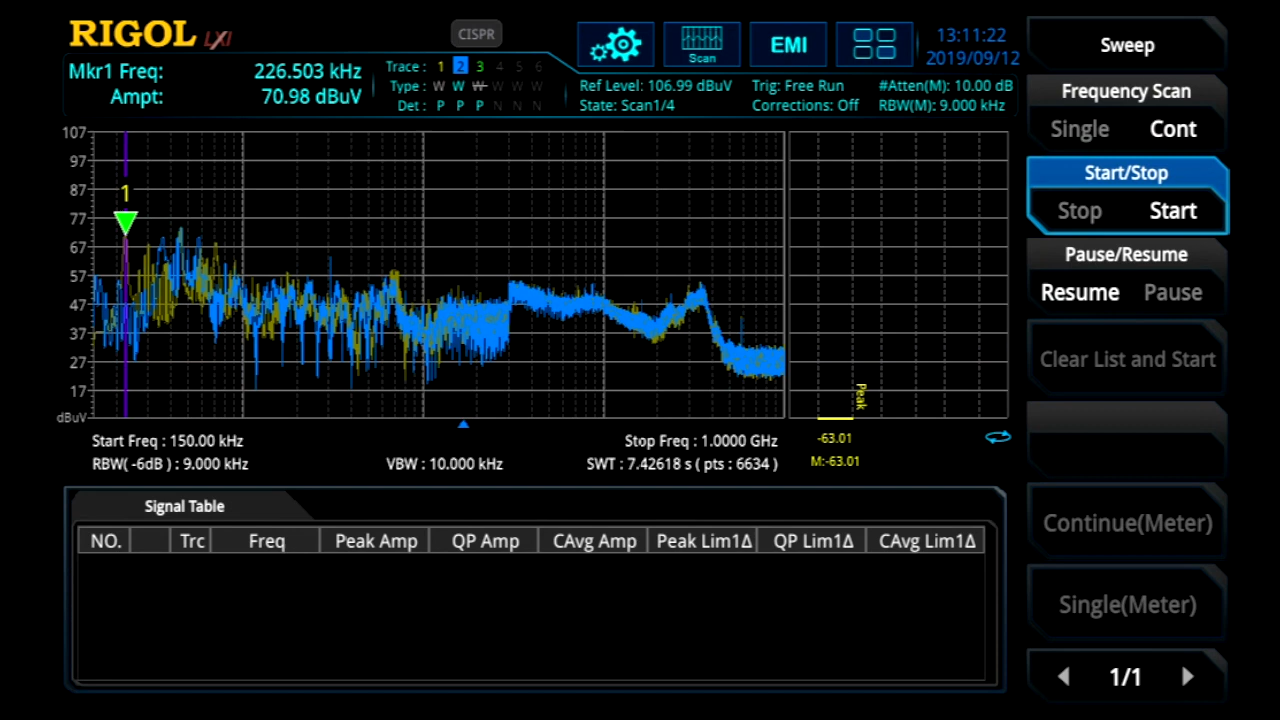 RIGOL LXI
CISPR
EMI
Scan
13:11:22
2019/09/12
Mkr1 Freq: 226.503 kHz
Ampt: 70.98 dBuV
Trace : 1 2 3 4 5 6
Type : W W W W W W
Det : P P P N N N
Ref Level: 106.99 dBuV Trig: Free Run #Atten(M): 10.00 dB
State: Scan1/4 Corrections: Off RBW(M): 9.000 kHz
107
97
87
77
67
57
47
37
27
17
dBuV
1
Peak
Start Freq : 150.00 kHz Stop Freq : 1.0000 GHz -63.01
RBW( -6dB ) : 9.000 kHz VBW : 10.000 kHz SWT : 7.42618 s ( pts : 6634 ) M:-63.01
Signal Table
NO. Trc Freq Peak Amp QP Amp CAvg Amp Peak Lim1Δ QP Lim1Δ CAvg Lim1Δ
Sweep
Frequency Scan
Single Cont
Start/Stop
Stop Start
Pause/Resume
Resume Pause
Clear List and Start
Continue(Meter)
Single(Meter)
1/1